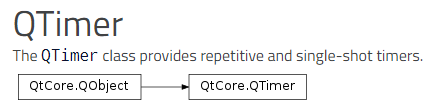 QTimer
The QTimer class provides repetitive and single-shot timers.
QtCore.QObject QtCore.QTimer